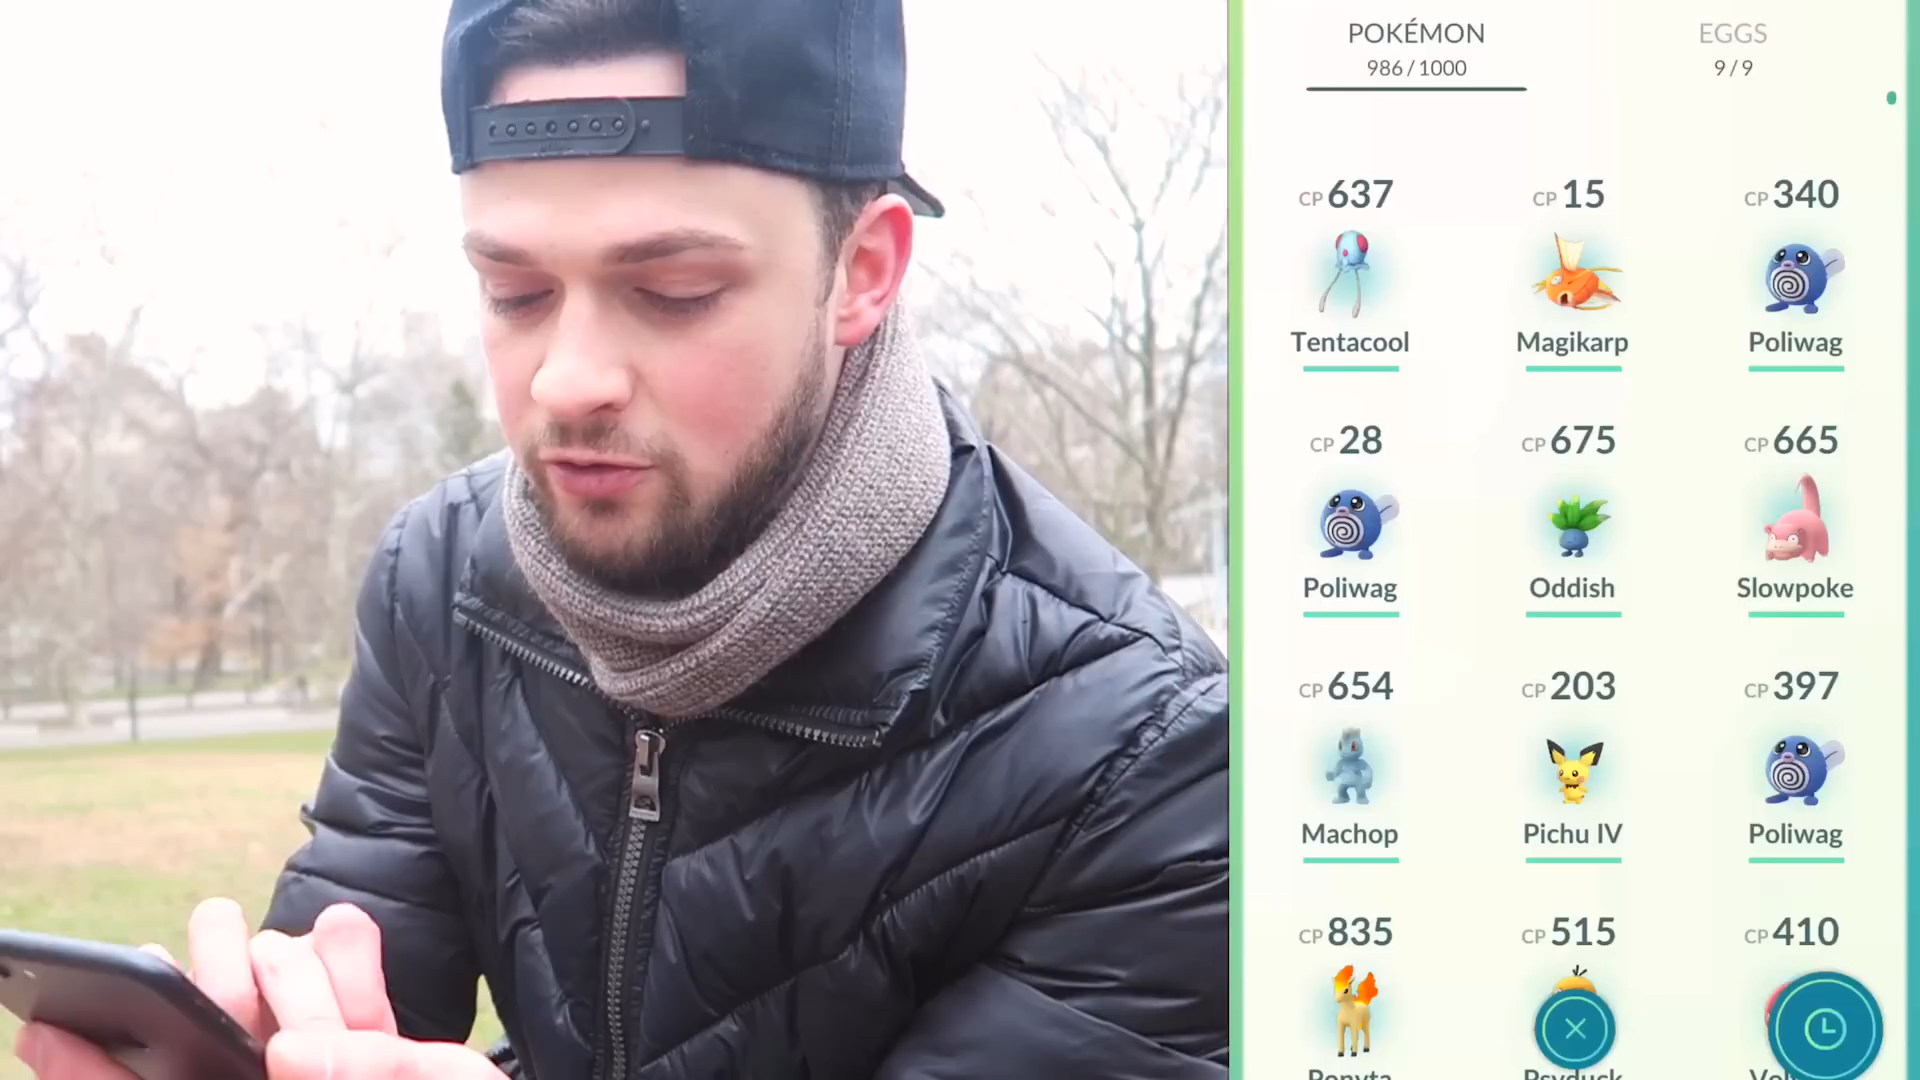 POKÉMON EGGS
986 / 1000 9 / 9
CP 637 CP 15 CP 340
Tentacool Magikarp Poliwag
CP 28 CP 675 CP 665
Poliwag Oddish Slowpoke
CP 654 CP 203 CP 397
Machop Pichu IV Poliwag
CP 835 CP 515 CP 410
Ponyta Psyduck